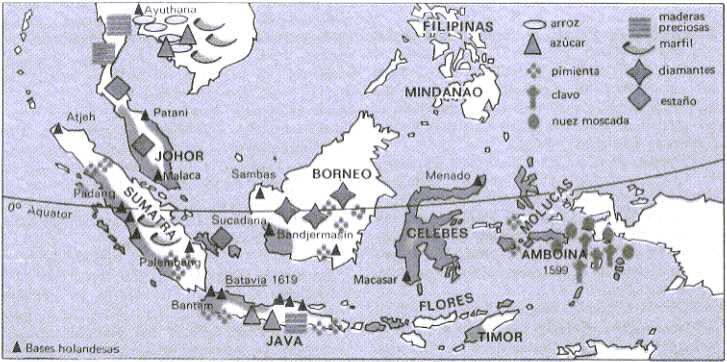 Ayuthana
FILIPINAS
arroz
maderas
preciosas
azúcar
marfil
pimienta
diamantes
MINDANAO
clavo
estaño
nuez moscada
Patani
Atjeh
JOHOR
Malaca
Sambas
BORNEO
Menado
Padang
SUMATRA
MOLUCAS
0° Äquator
Sucadana
Bandjermasin
CELEBES
AMBOINA
1599
Palembang
Batavia 1619
Macasar
Bantam
FLORES
JAVA
TIMOR
Bases holandesas